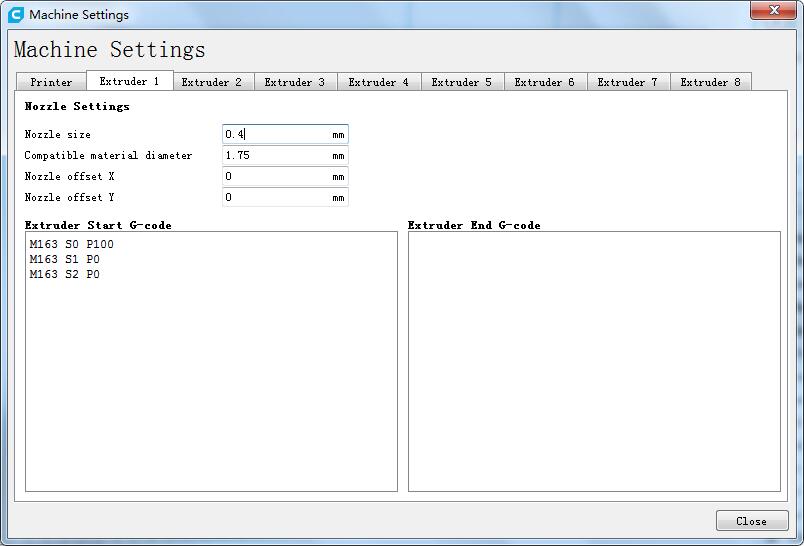 Machine Settings
Machine Settings
Printer Extruder 1 Extruder 2 Extruder 3 Extruder 4 Extruder 5 Extruder 6 Extruder 7 Extruder 8
Nozzle Settings
Nozzle size 0.4 mm
Compatible material diameter 1.75 mm
Nozzle offset X 0 mm
Nozzle offset Y 0 mm
Extruder Start G-code Extruder End G-code
M163 S0 P100
M163 S1 P0
M163 S2 P0
Close